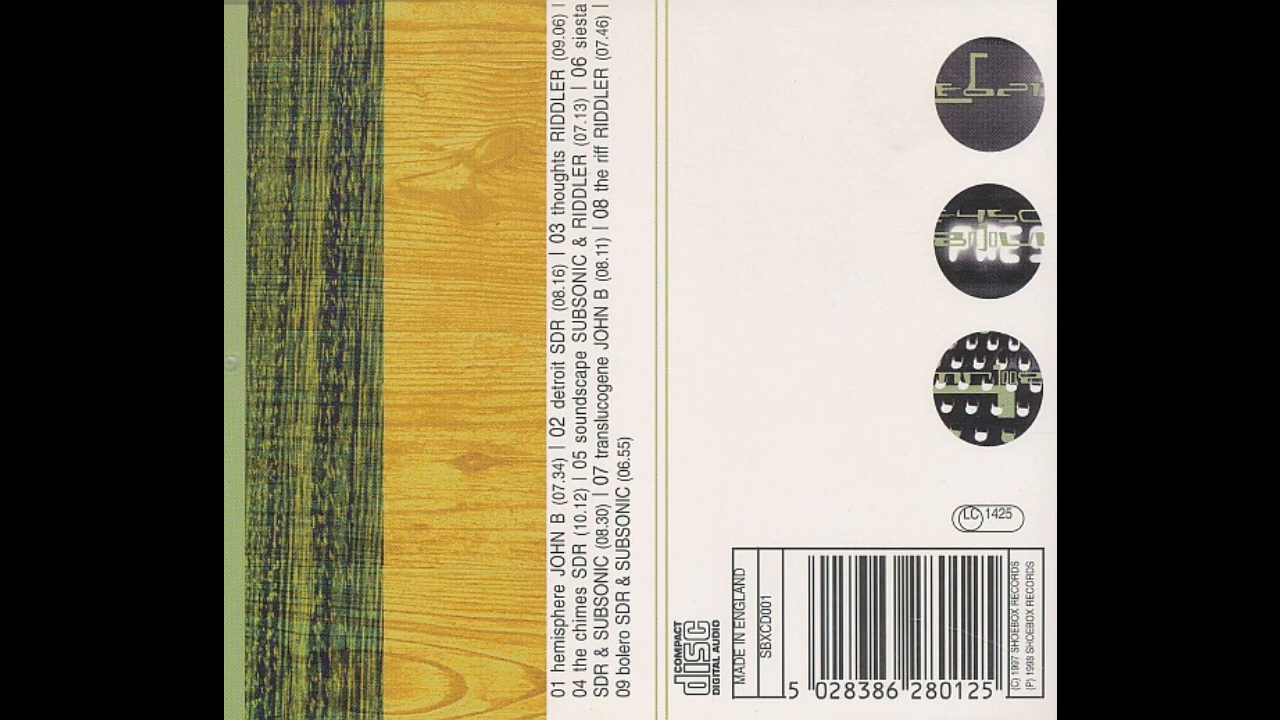 01 hemisphere JOHN B (07.34) | 02 detroit SDR (08.16) | 03 thoughts RIDDLER (09.06) |
04 the chimes SDR (10.12) | 05 soundscape SUBSONIC & RIDDLER (07.13) | 06 siesta
SDR & SUBSONIC (08.30) | 07 translucogene JOHN B (08.11) | 08 the riff RIDDLER (07.46) |
09 bolero SDR & SUBSONIC (06.55)
COMPACT
disc
DIGITAL AUDIO
MADE IN ENGLAND
SBXCD001
5 028386 280125
(C) 1997 SHOEBOX RECORDS
(P) 1998 SHOEBOX RECORDS
LC 1425